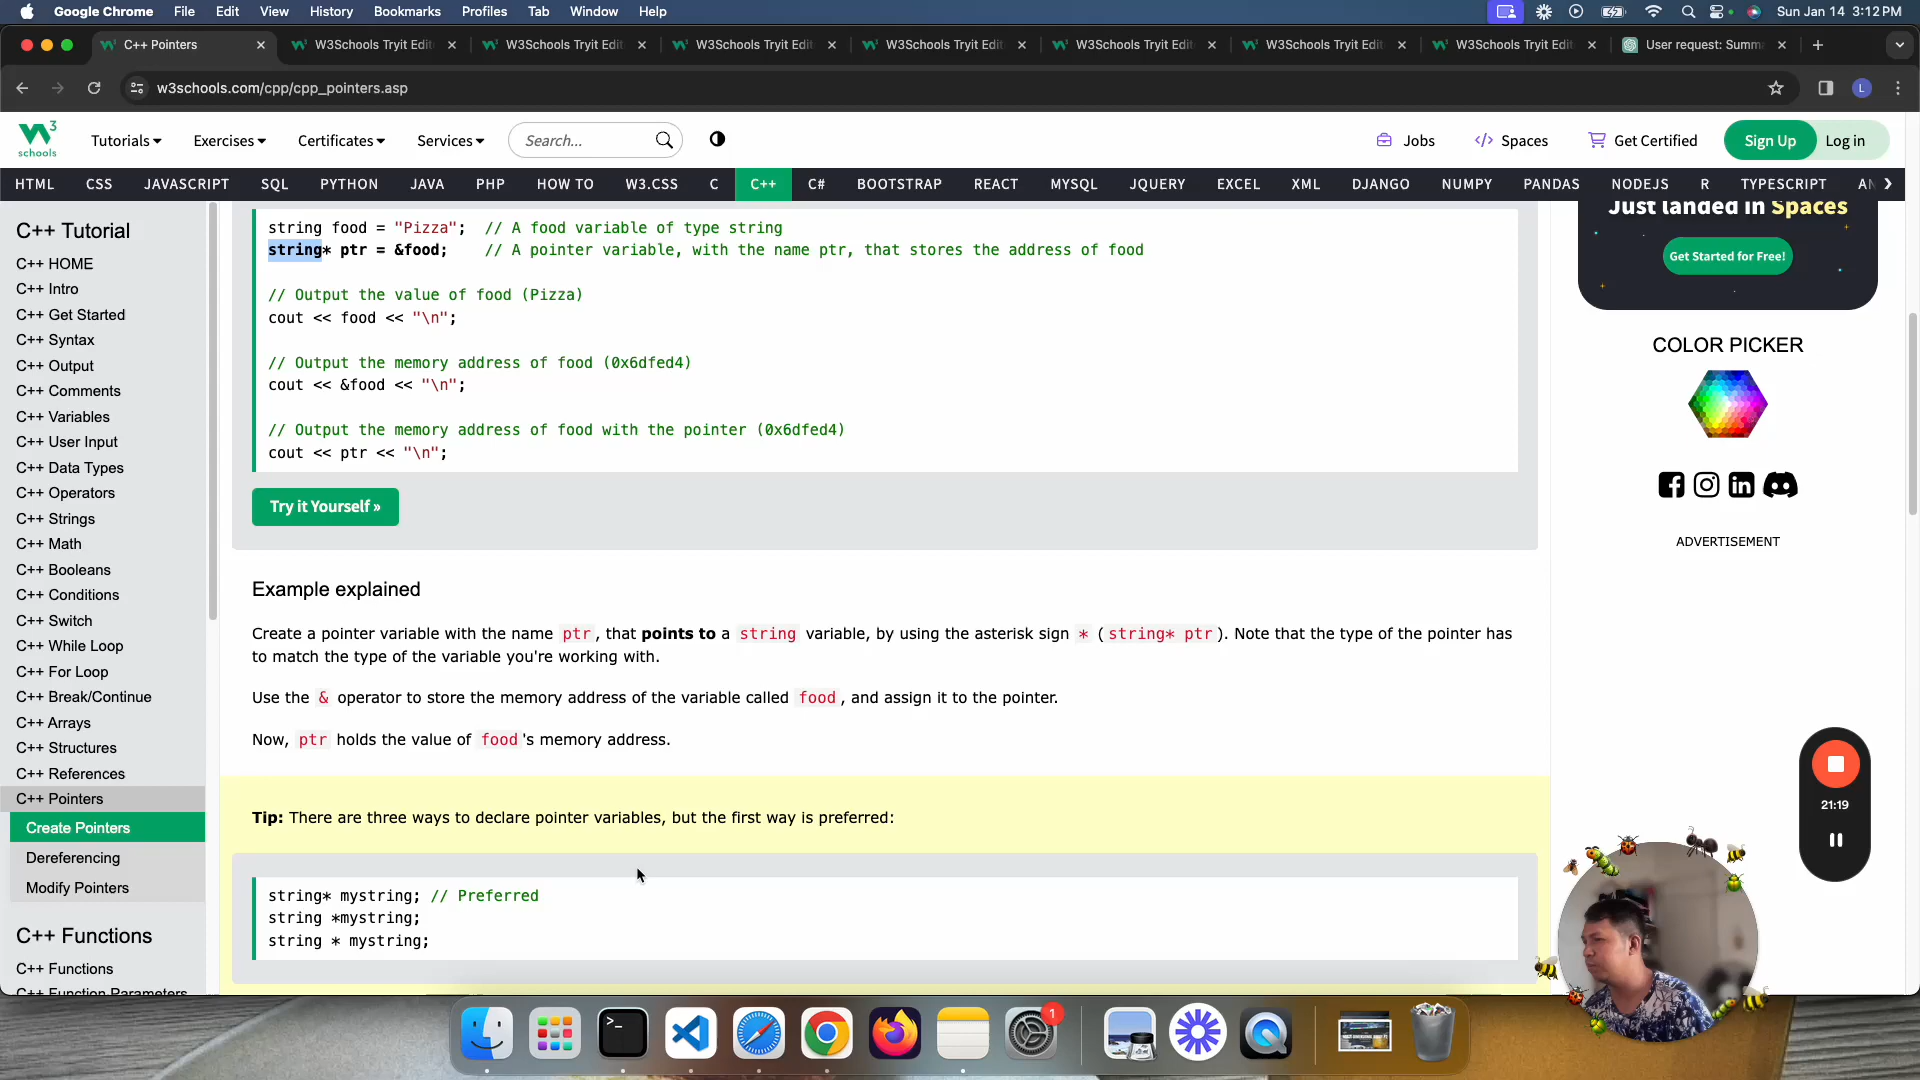 Google Chrome File Edit View History Bookmarks Profiles Tab Window Help Sun Jan 14 3:12 PM
C++ Pointers W3Schools Tryit Edit W3Schools Tryit Edit W3Schools Tryit Edit W3Schools Tryit Edit W3Schools Tryit Edit W3Schools Tryit Edit W3Schools Tryit Edit User request: Summ
w3schools.com/cpp/cpp_pointers.asp L
W3 schools Tutorials Exercises Certificates Services Search... Jobs Spaces Get Certified Sign Up Log in
HTML CSS JAVASCRIPT SQL PYTHON JAVA PHP HOW TO W3.CSS C C++ C# BOOTSTRAP REACT MYSQL JQUERY EXCEL XML DJANGO NUMPY PANDAS NODEJS R TYPESCRIPT AN
C++ Tutorial
C++ HOME
C++ Intro
C++ Get Started
C++ Syntax
C++ Output
C++ Comments
C++ Variables
C++ User Input
C++ Data Types
C++ Operators
C++ Strings
C++ Math
C++ Booleans
C++ Conditions
C++ Switch
C++ While Loop
C++ For Loop
C++ Break/Continue
C++ Arrays
C++ Structures
C++ References
C++ Pointers
Create Pointers
Dereferencing
Modify Pointers
C++ Functions
C++ Functions
C++ Function Parameters
string food = "Pizza";  // A food variable of type string
string* ptr = &food;    // A pointer variable, with the name ptr, that stores the address of food
// Output the value of food (Pizza)
cout << food << "\n";
// Output the memory address of food (0x6dfed4)
cout << &food << "\n";
// Output the memory address of food with the pointer (0x6dfed4)
cout << ptr << "\n";
Try it Yourself »
Example explained
Create a pointer variable with the name ptr, that points to a string variable, by using the asterisk sign * (string* ptr). Note that the type of the pointer has
to match the type of the variable you're working with.
Use the & operator to store the memory address of the variable called food, and assign it to the pointer.
Now, ptr holds the value of food's memory address.
Tip: There are three ways to declare pointer variables, but the first way is preferred:
string* mystring; // Preferred
string *mystring;
string * mystring;
Just landed in Spaces
Get Started for Free!
COLOR PICKER
ADVERTISEMENT
21:19
1